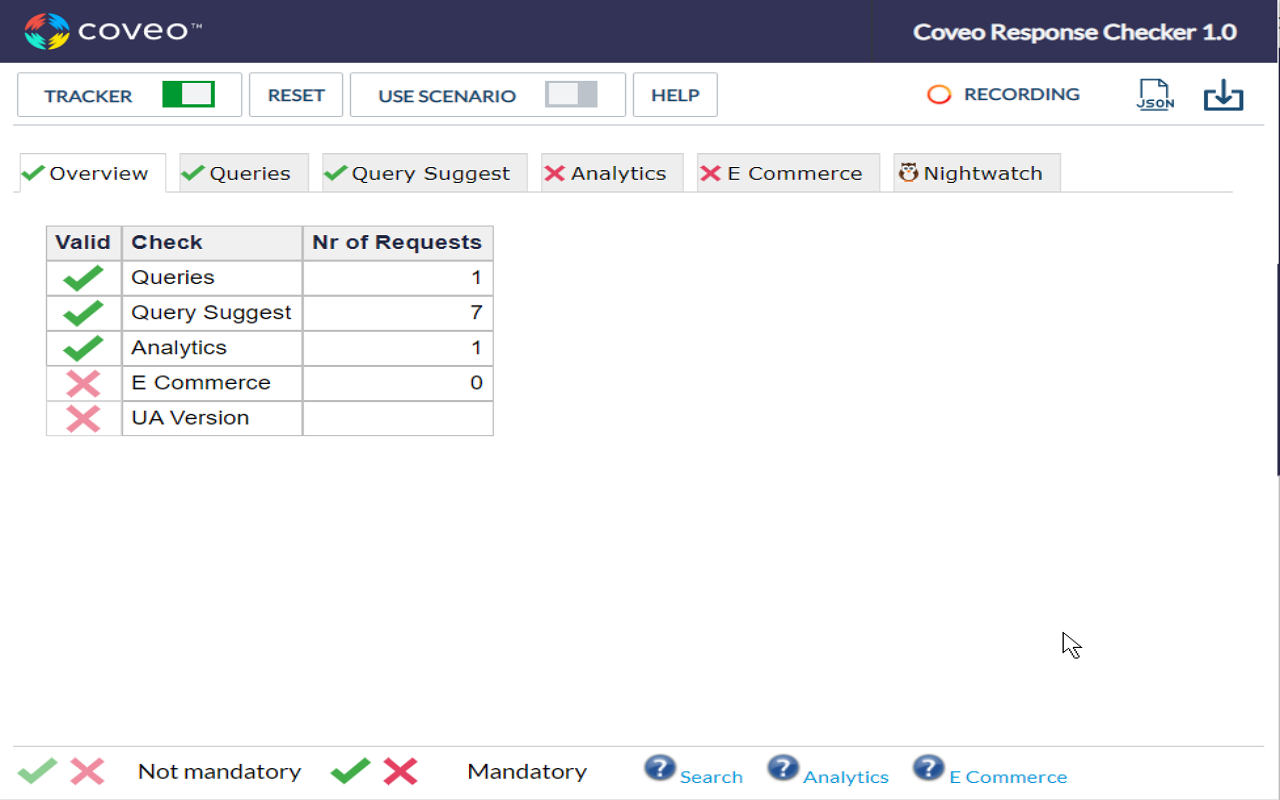 coveo™
Coveo Response Checker 1.0
TRACKER RESET USE SCENARIO HELP RECORDING JSON
Overview Queries Query Suggest Analytics E Commerce Nightwatch
Valid Check Nr of Requests
Queries 1
Query Suggest 7
Analytics 1
E Commerce 0
UA Version
Not mandatory Mandatory ? Search ? Analytics ? E Commerce